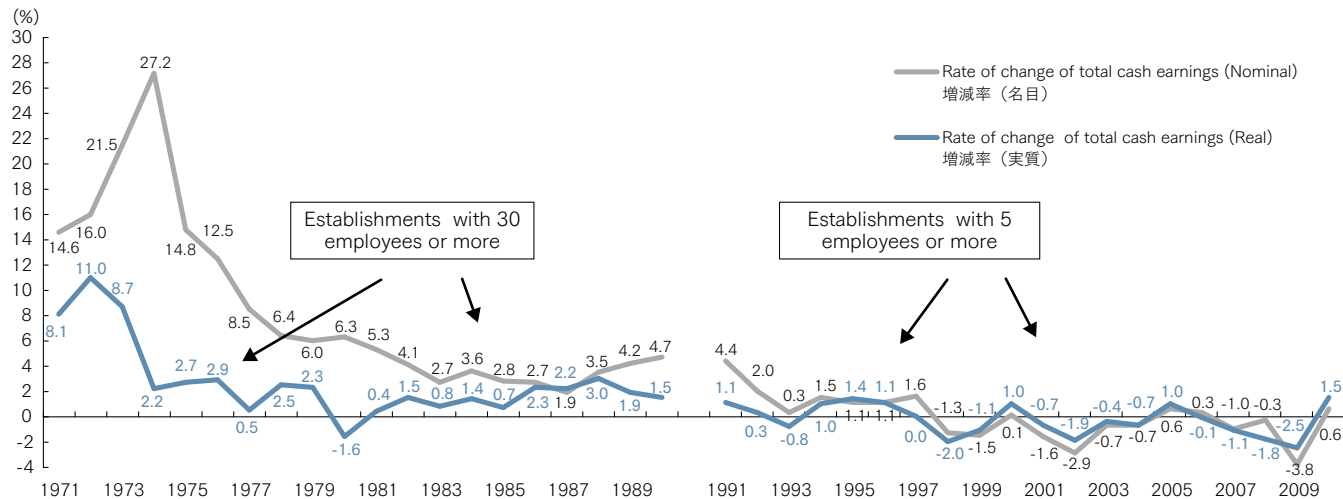 (%)
30
28
26
24
22
20
18
16
14
12
10
8
6
4
2
0
-2
-4
Rate of change of total cash earnings (Nominal)
増減率（名目）
Rate of change of total cash earnings (Real)
増減率（実質）
Establishments with 30
employees or more
Establishments with 5
employees or more
14.6 16.0 21.5 27.2 14.8 12.5 8.5 6.4 6.0 6.3 5.3 4.1 2.7 3.6 2.8 2.7 1.9 3.5 4.2 4.7
4.4 2.0 0.3 1.5 1.1 1.1 1.6 -1.3 -1.5 0.1 -1.6 -2.9 -0.7 -0.7 0.6 0.3 -1.0 -0.3 -3.8 0.6
8.1 11.0 8.7 2.2 2.7 2.9 0.5 2.5 2.3 -1.6 0.4 1.5 0.8 1.4 0.7 2.3 2.2 3.0 1.9 1.5
1.1 0.3 -0.8 1.0 1.4 1.1 0.0 -2.0 -1.1 1.0 -0.7 -1.9 -0.4 -0.7 1.0 -0.1 -1.1 -1.8 -2.5 1.5
1971 1973 1975 1977 1979 1981 1983 1985 1987 1989 1991 1993 1995 1997 1999 2001 2003 2005 2007 2009